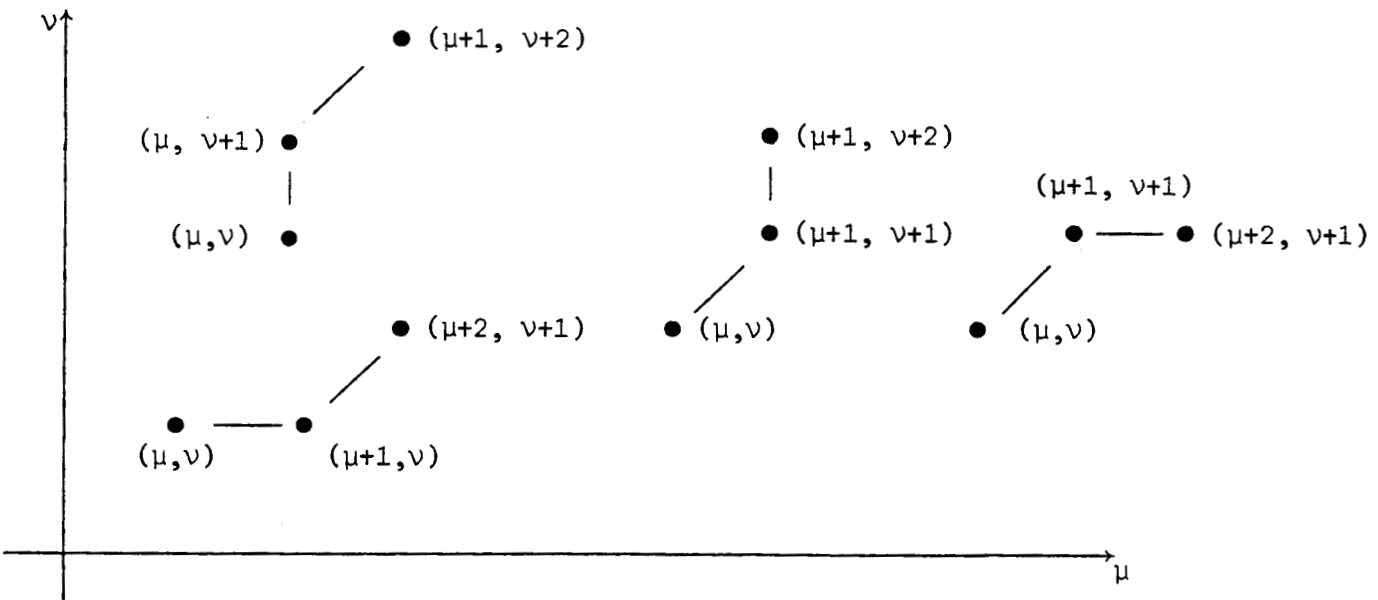 ν
(μ+1, ν+2)
(μ, ν+1)
(μ+1, ν+2)
(μ+1, ν+1)
(μ,ν)
(μ+1, ν+1)
(μ+2, ν+1)
(μ+2, ν+1)
(μ,ν)
(μ,ν)
(μ,ν)
(μ+1,ν)
μ